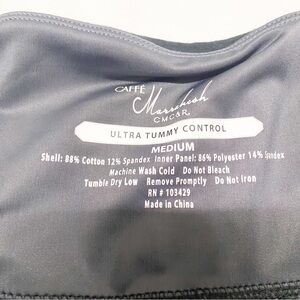 CAFFÉ
Marrakesh
CMC&R.
ULTRA TUMMY CONTROL
MEDIUM
Shell: 88% Cotton 12% Spandex Inner Panel: 86% Polyester 14% Spandex
Machine Wash Cold Do Not Bleach
Tumble Dry Low Remove Promptly Do Not Iron
RN # 103429
Made in China